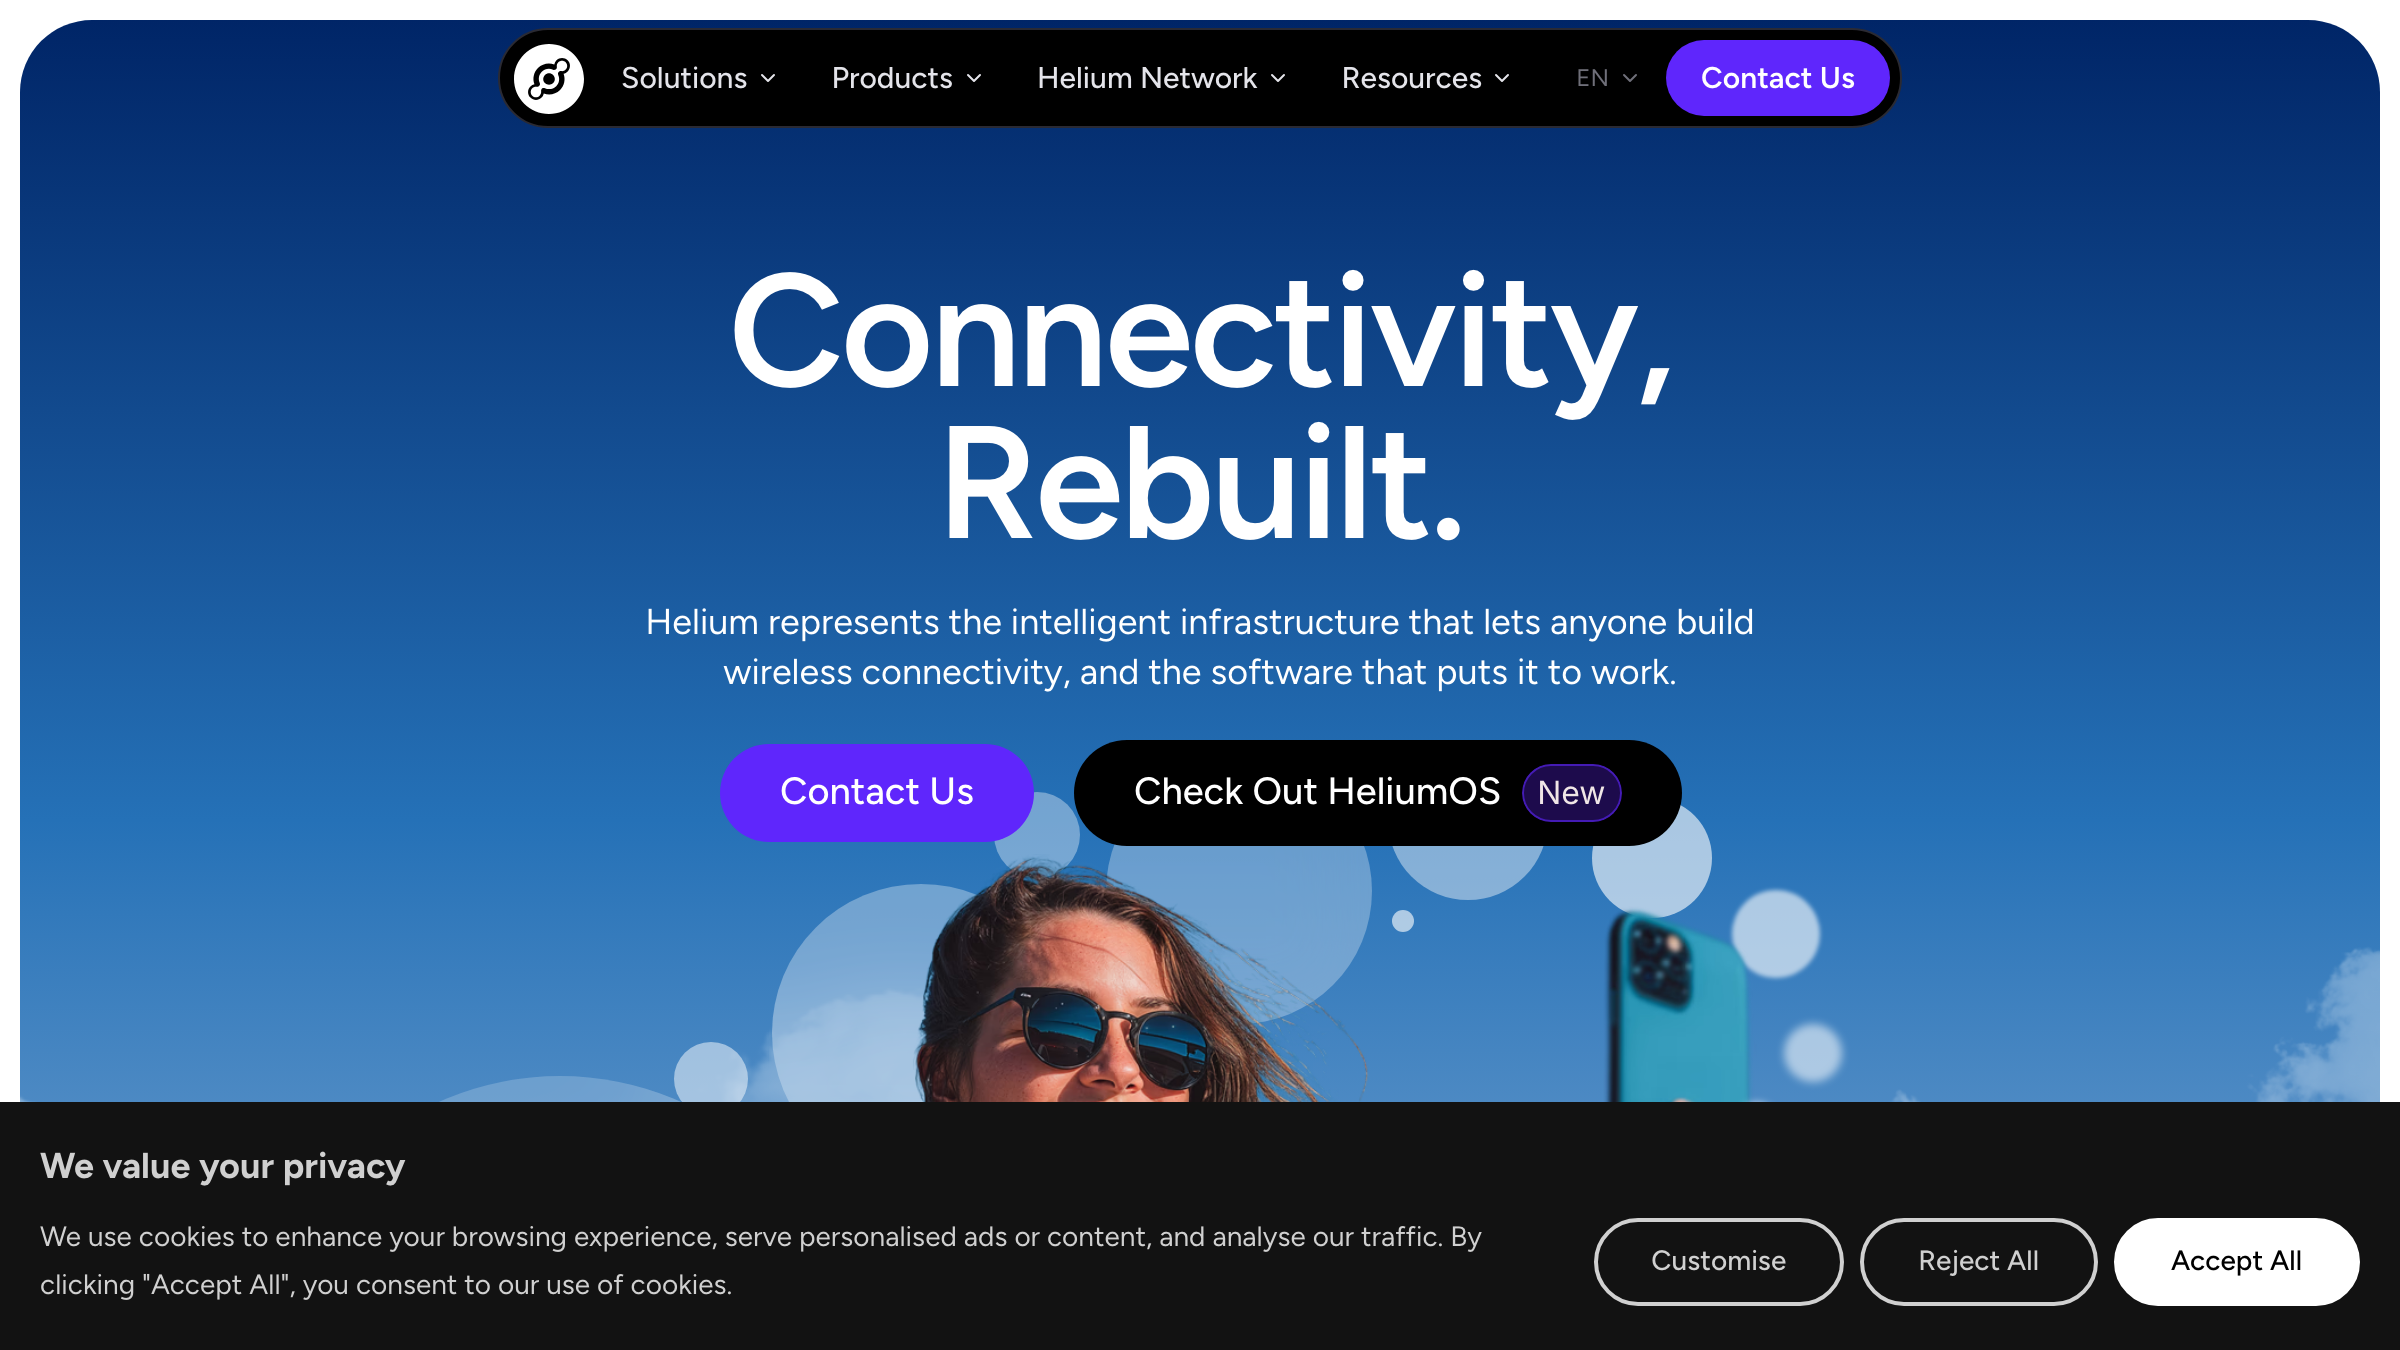 Solutions Products Helium Network Resources EN Contact Us
Connectivity,
Rebuilt.
Helium represents the intelligent infrastructure that lets anyone build
wireless connectivity, and the software that puts it to work.
Contact Us Check Out HeliumOS New
We value your privacy
We use cookies to enhance your browsing experience, serve personalised ads or content, and analyse our traffic. By
clicking "Accept All", you consent to our use of cookies.
Customise Reject All Accept All